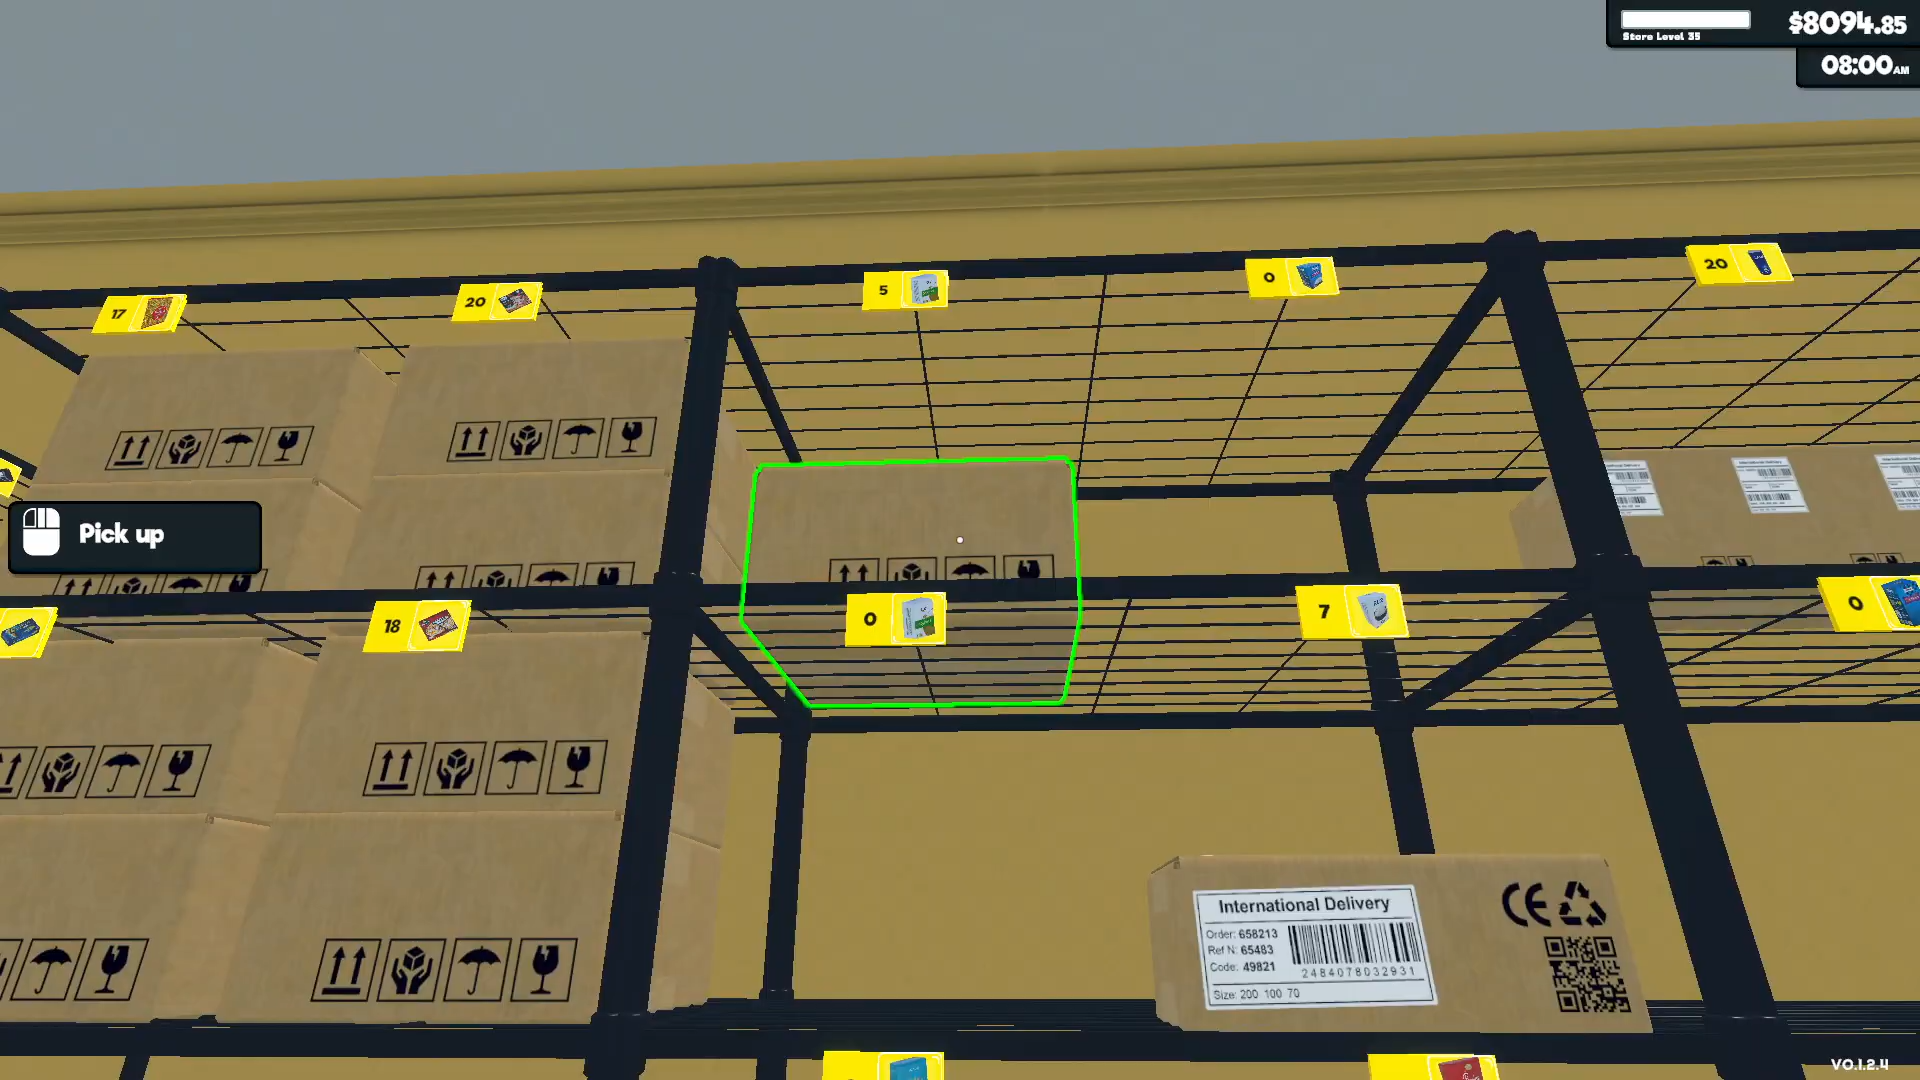 $8094.85
Store Level 35
08:00AM
17
20
5
0
20
Pick up
18
0
7
0
International Delivery
Order: 658213
Ref N: 65483
Code: 49821
2484078032931
Size: 200 100 70
CE
V0.1.2.4